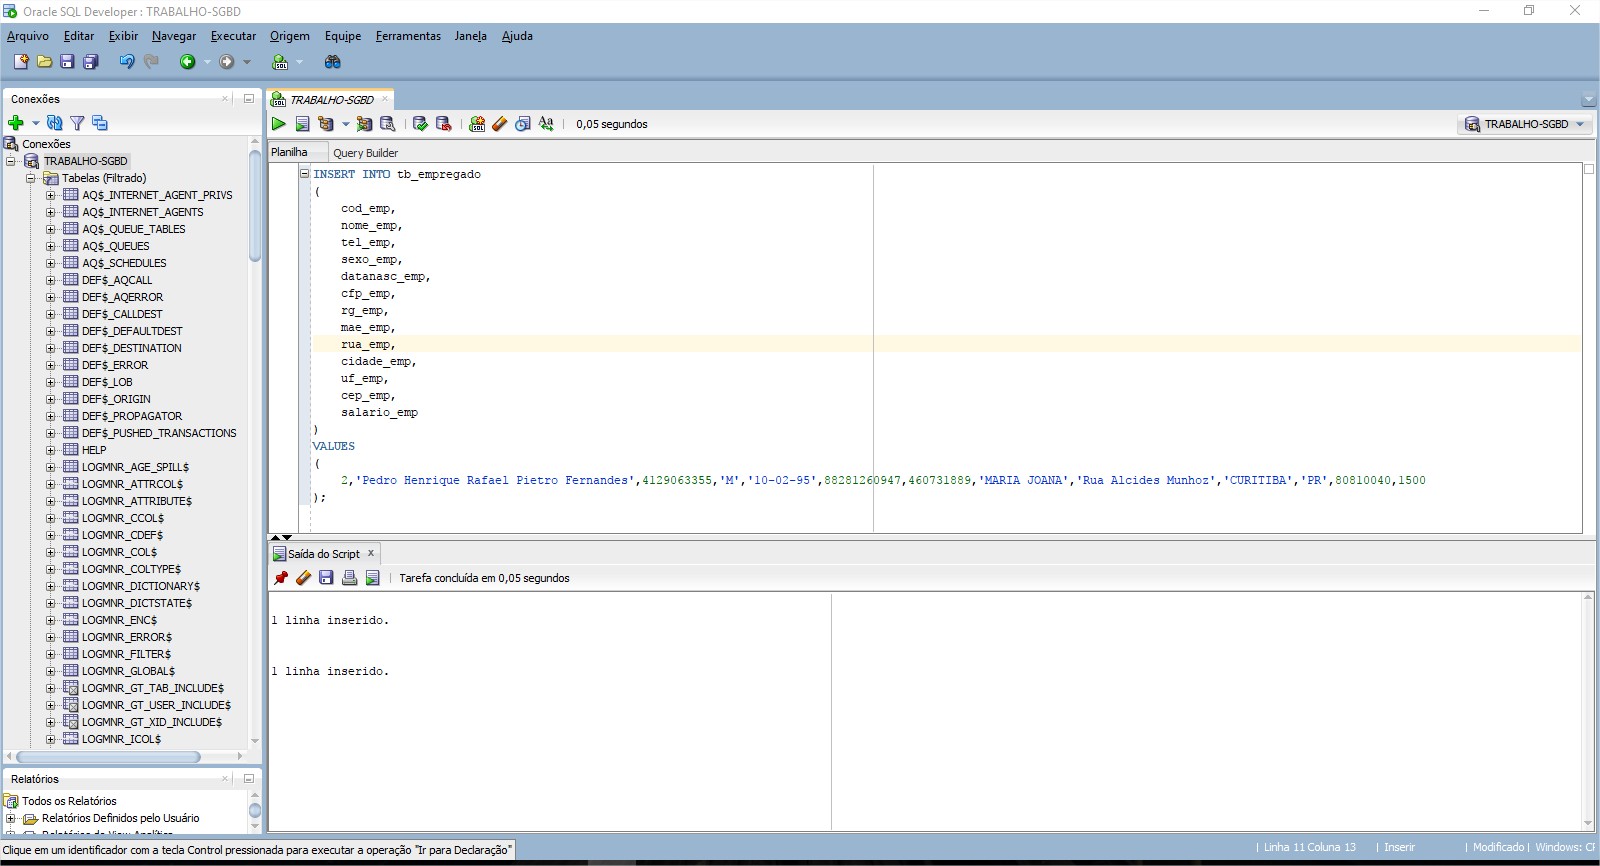 Oracle SQL Developer : TRABALHO-SGBD
Arquivo Editar Exibir Navegar Executar Origem Equipe Ferramentas Janela Ajuda
Conexões
Conexões
TRABALHO-SGBD
Tabelas (Filtrado)
AQ$_INTERNET_AGENT_PRIVS
AQ$_INTERNET_AGENTS
AQ$_QUEUE_TABLES
AQ$_QUEUES
AQ$_SCHEDULES
DEF$_AQCALL
DEF$_AQERROR
DEF$_CALLDEST
DEF$_DEFAULTDEST
DEF$_DESTINATION
DEF$_ERROR
DEF$_LOB
DEF$_ORIGIN
DEF$_PROPAGATOR
DEF$_PUSHED_TRANSACTIONS
HELP
LOGMNR_AGE_SPILL$
LOGMNR_ATTRCOL$
LOGMNR_ATTRIBUTE$
LOGMNR_CCOL$
LOGMNR_CDEF$
LOGMNR_COL$
LOGMNR_COLTYPE$
LOGMNR_DICTIONARY$
LOGMNR_DICTSTATE$
LOGMNR_ENC$
LOGMNR_ERROR$
LOGMNR_FILTER$
LOGMNR_GLOBAL$
LOGMNR_GT_TAB_INCLUDE$
LOGMNR_GT_USER_INCLUDE$
LOGMNR_GT_XID_INCLUDE$
LOGMNR_ICOL$
Relatórios
Todos os Relatórios
Relatórios Definidos pelo Usuário
TRABALHO-SGBD
0,05 segundos
TRABALHO-SGBD
Planilha Query Builder
INSERT INTO tb_empregado
(
cod_emp,
nome_emp,
tel_emp,
sexo_emp,
datanasc_emp,
cfp_emp,
rg_emp,
mae_emp,
rua_emp,
cidade_emp,
uf_emp,
cep_emp,
salario_emp
)
VALUES
(
2,'Pedro Henrique Rafael Pietro Fernandes',4129063355,'M','10-02-95',88281260947,460731889,'MARIA JOANA','Rua Alcides Munhoz','CURITIBA','PR',80810040,1500
);
Saída do Script
Tarefa concluída em 0,05 segundos
1 linha inserido.
1 linha inserido.
Clique em um identificador com a tecla Control pressionada para executar a operação "Ir para Declaração"
Linha 11 Coluna 13 | Inserir | Modificado | Windows: